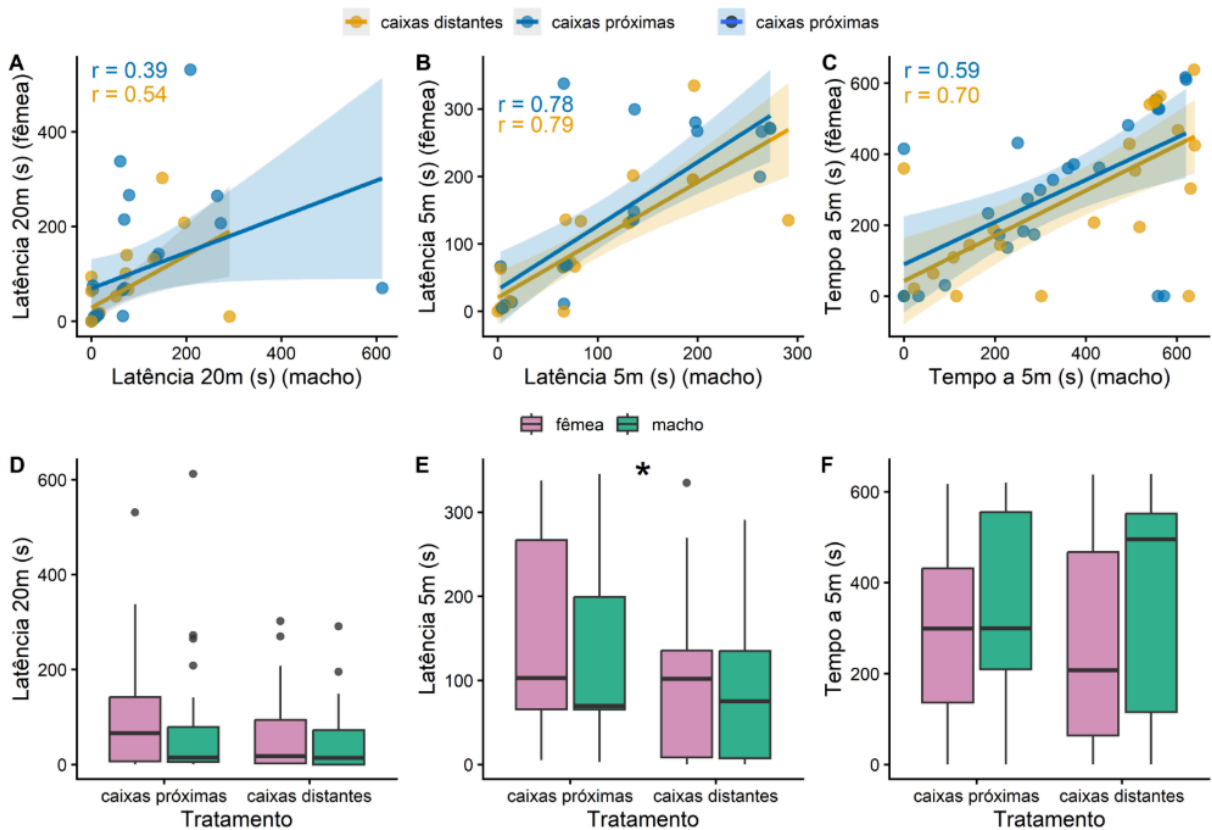 caixas distantes caixas próximas caixas próximas
A
r = 0.39
r = 0.54
Latência 20m (s) (fêmea)
400
200
0
0 200 400 600
Latência 20m (s) (macho)
B
r = 0.78
r = 0.79
Latência 5m (s) (fêmea)
300
200
100
0
0 100 200 300
Latência 5m (s) (macho)
C
r = 0.59
r = 0.70
Tempo a 5m (s) (fêmea)
600
400
200
0
0 200 400 600
Tempo a 5m (s) (macho)
fêmea macho
D
Latência 20m (s)
600
400
200
0
caixas próximas caixas distantes
Tratamento
E
*
Latência 5m (s)
300
200
100
0
caixas próximas caixas distantes
Tratamento
F
Tempo a 5m (s)
600
400
200
0
caixas próximas caixas distantes
Tratamento